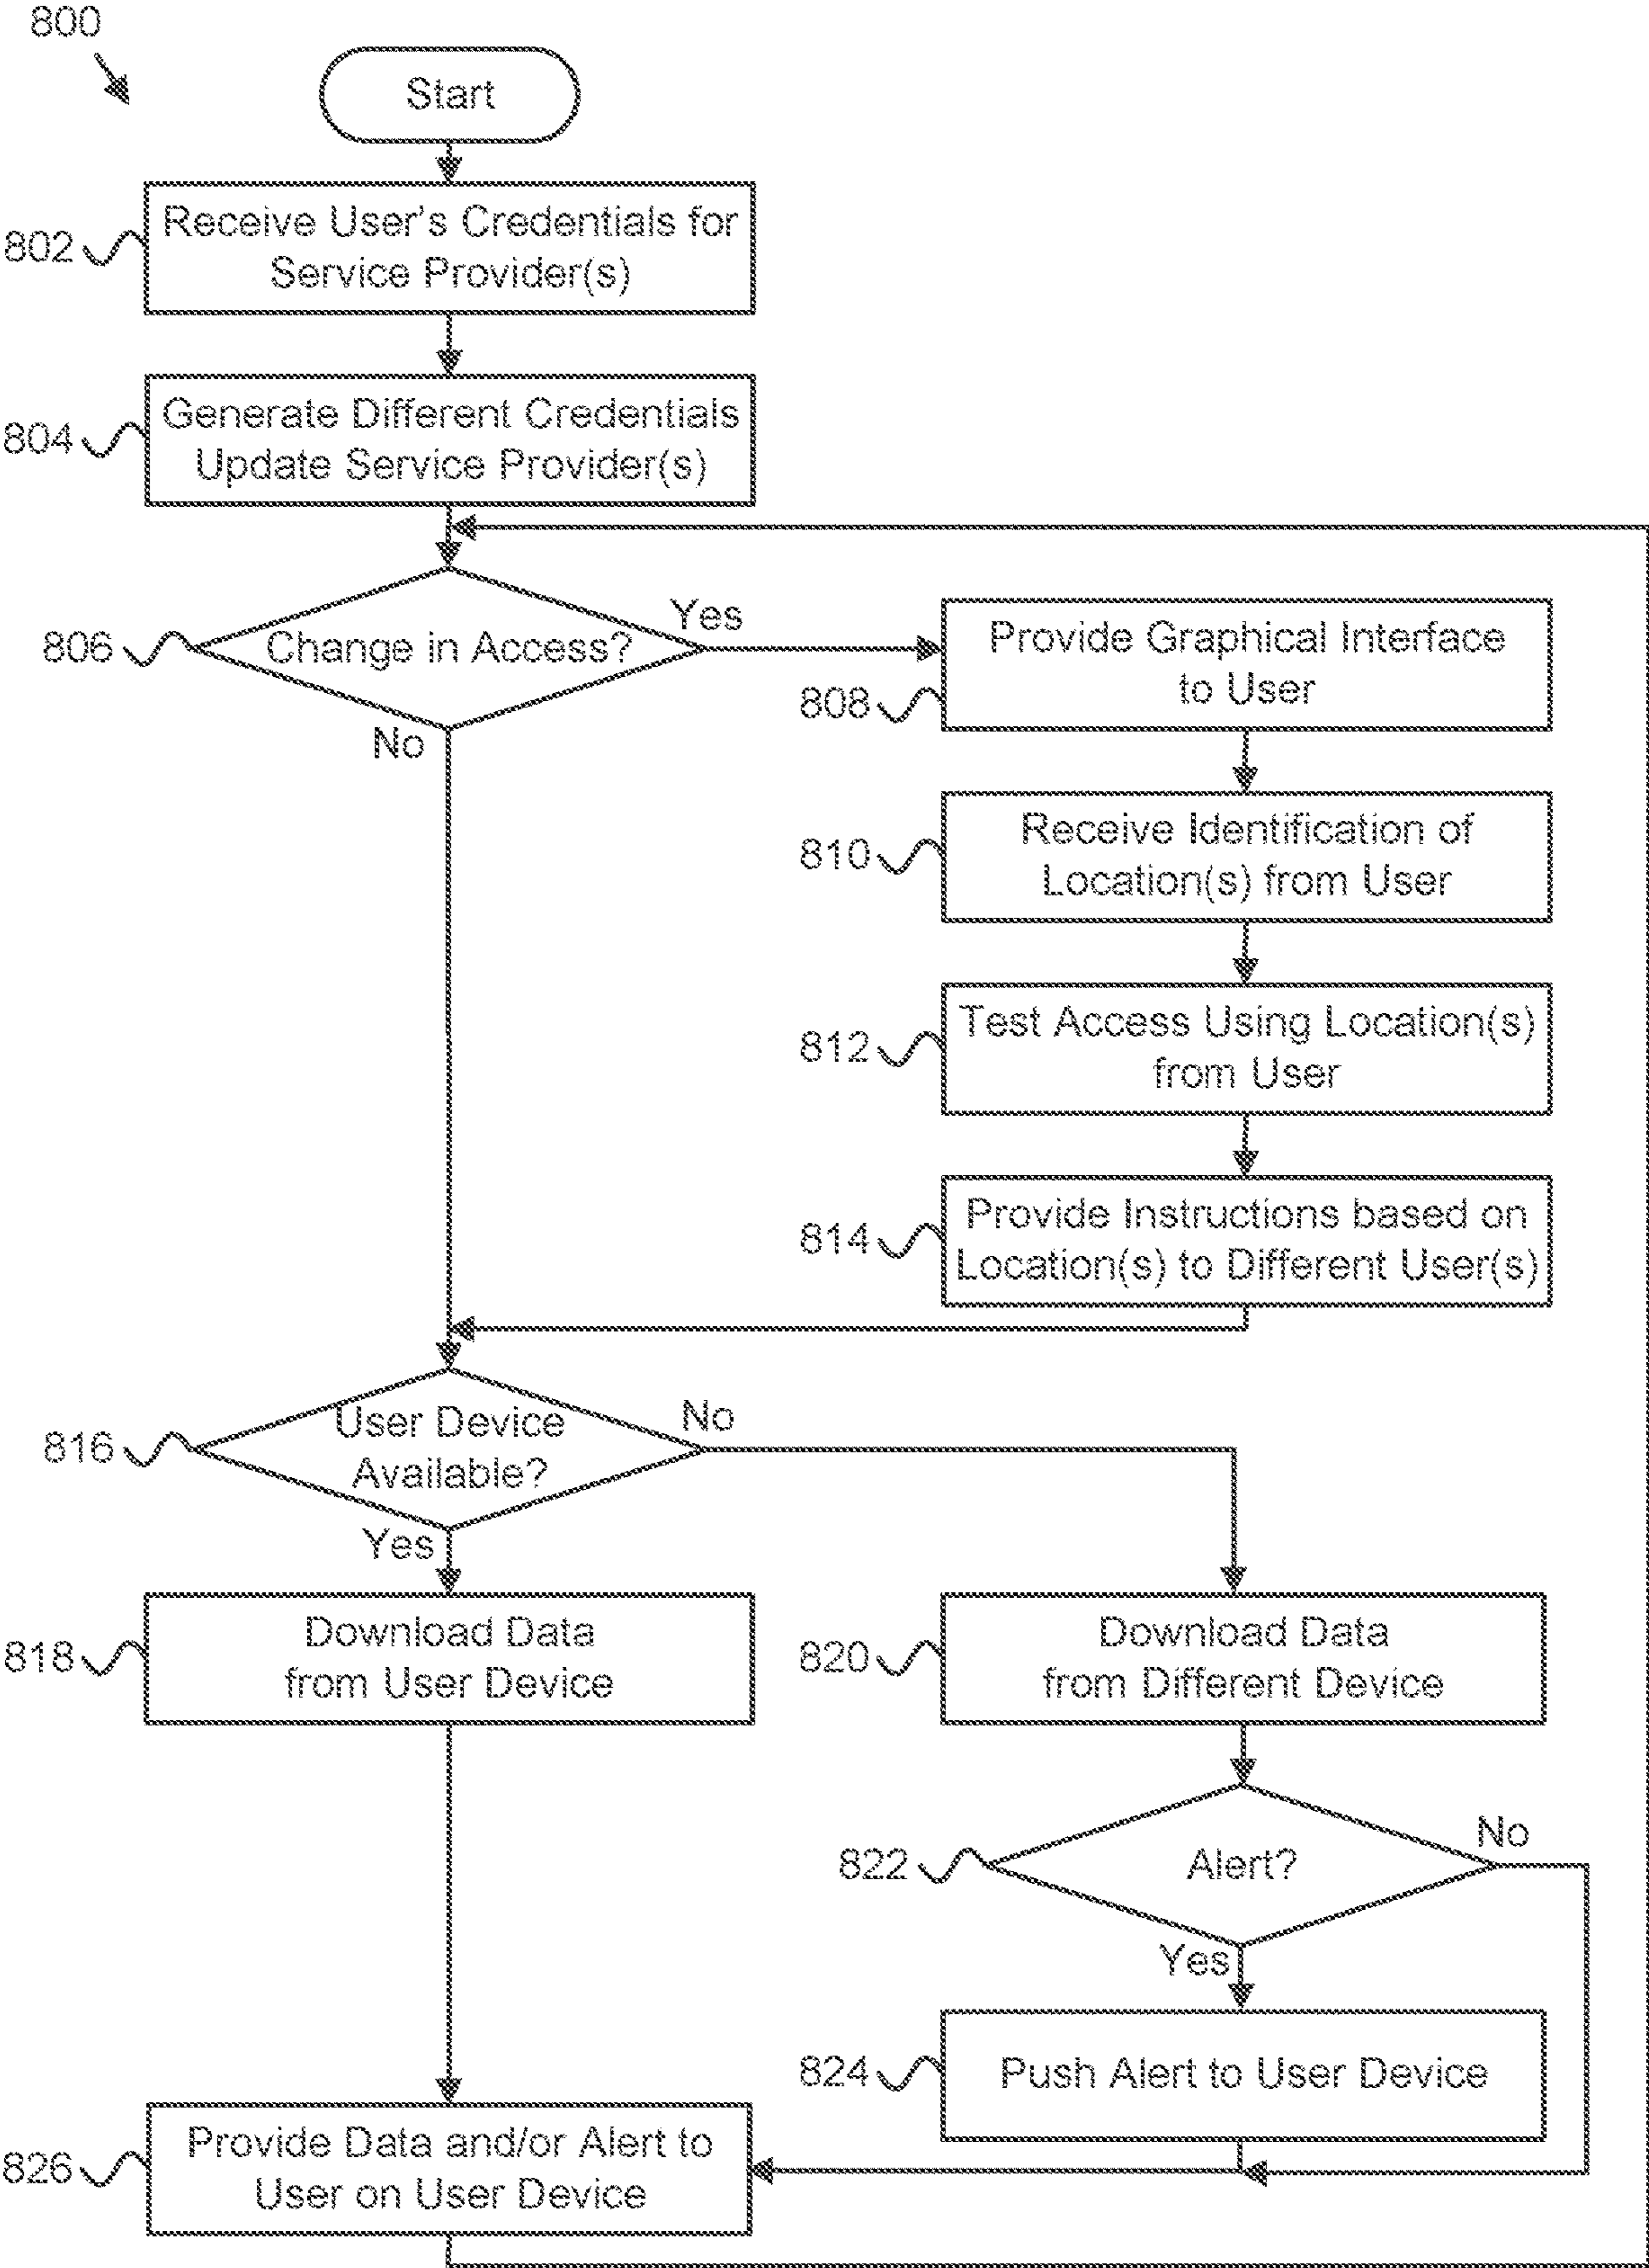 800
Start
802
Receive User's Credentials for
Service Provider(s)
804
Generate Different Credentials
Update Service Provider(s)
806
Change in Access?
Yes
No
808
Provide Graphical Interface
to User
810
Receive Identification of
Location(s) from User
812
Test Access Using Location(s)
from User
814
Provide Instructions based on
Location(s) to Different User(s)
816
User Device
Available?
No
Yes
818
Download Data
from User Device
820
Download Data
from Different Device
822
Alert?
No
Yes
824
Push Alert to User Device
826
Provide Data and/or Alert to
User on User Device